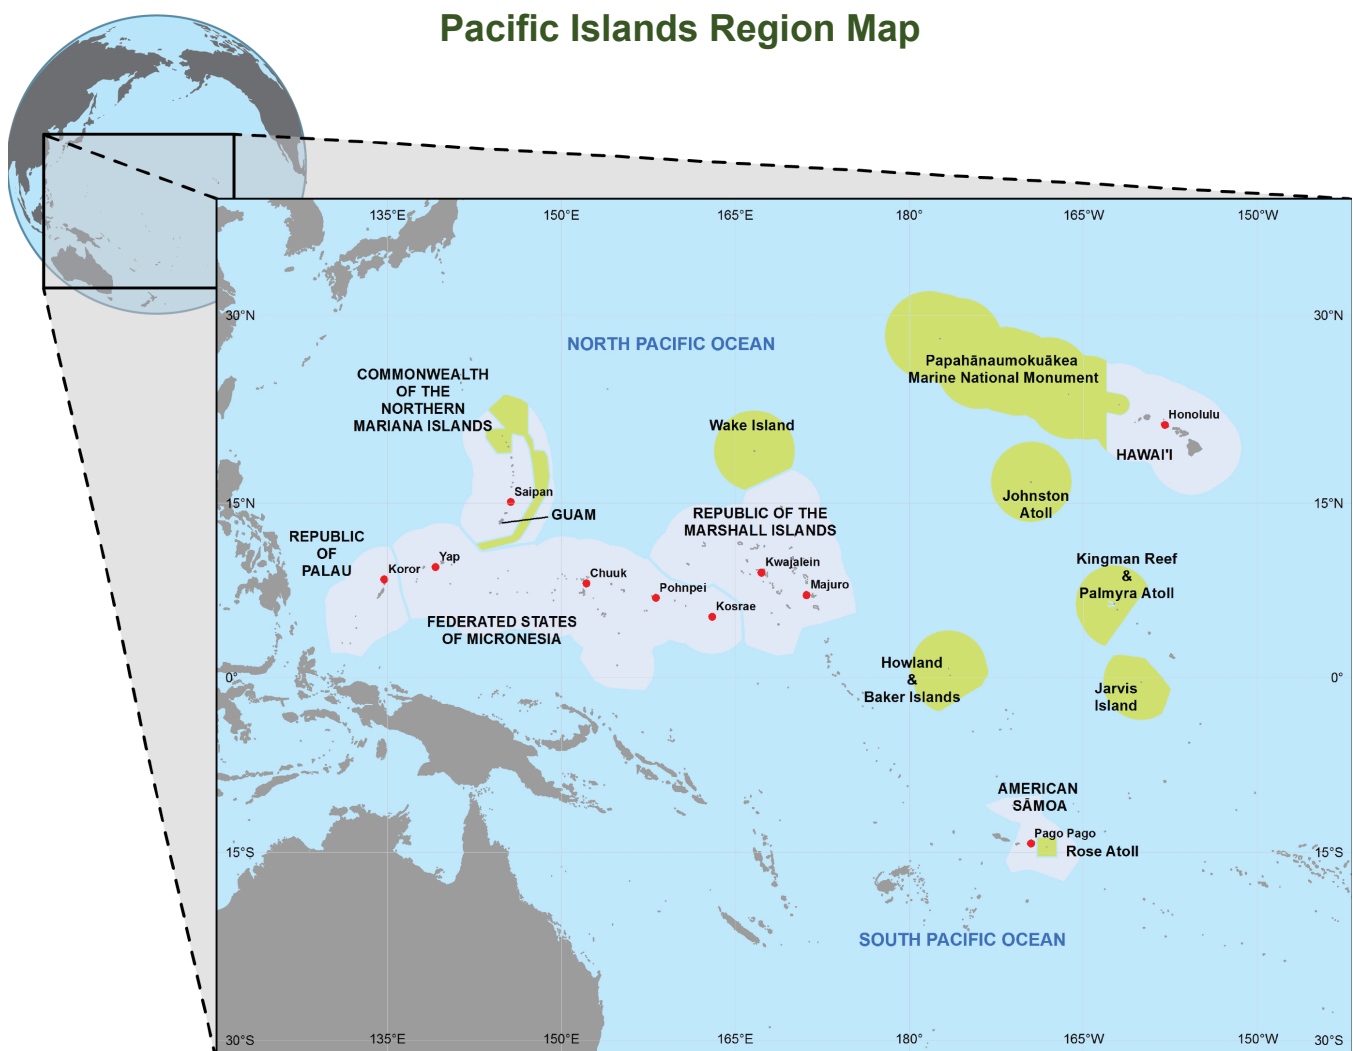 Pacific Islands Region Map
135°E
150°E
165°E
180°
165°W
150°W
30°N
30°N
NORTH PACIFIC OCEAN
COMMONWEALTH
OF THE
NORTHERN
MARIANA ISLANDS
Papahānaumokuākea
Marine National Monument
Wake Island
Honolulu
HAWAI'I
Saipan
GUAM
15°N
15°N
Johnston
Atoll
REPUBLIC OF THE
MARSHALL ISLANDS
REPUBLIC
OF
PALAU
Koror
Yap
Chuuk
Pohnpei
Kosrae
Kwajalein
Majuro
Kingman Reef
&
Palmyra Atoll
FEDERATED STATES
OF MICRONESIA
Howland
&
Baker Islands
Jarvis
Island
0°
0°
AMERICAN
SĀMOA
Pago Pago
Rose Atoll
15°S
15°S
SOUTH PACIFIC OCEAN
30°S
135°E
150°E
165°E
180°
165°W
150°W
30°S